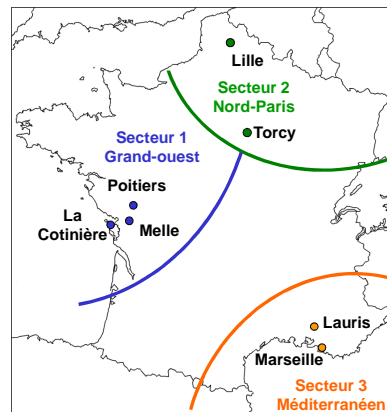 Lille
Secteur 2
Nord-Paris
Torcy
Secteur 1
Grand-ouest
Poitiers
La
Cotinière
Melle
Lauris
Marseille
Secteur 3
Méditerranéen